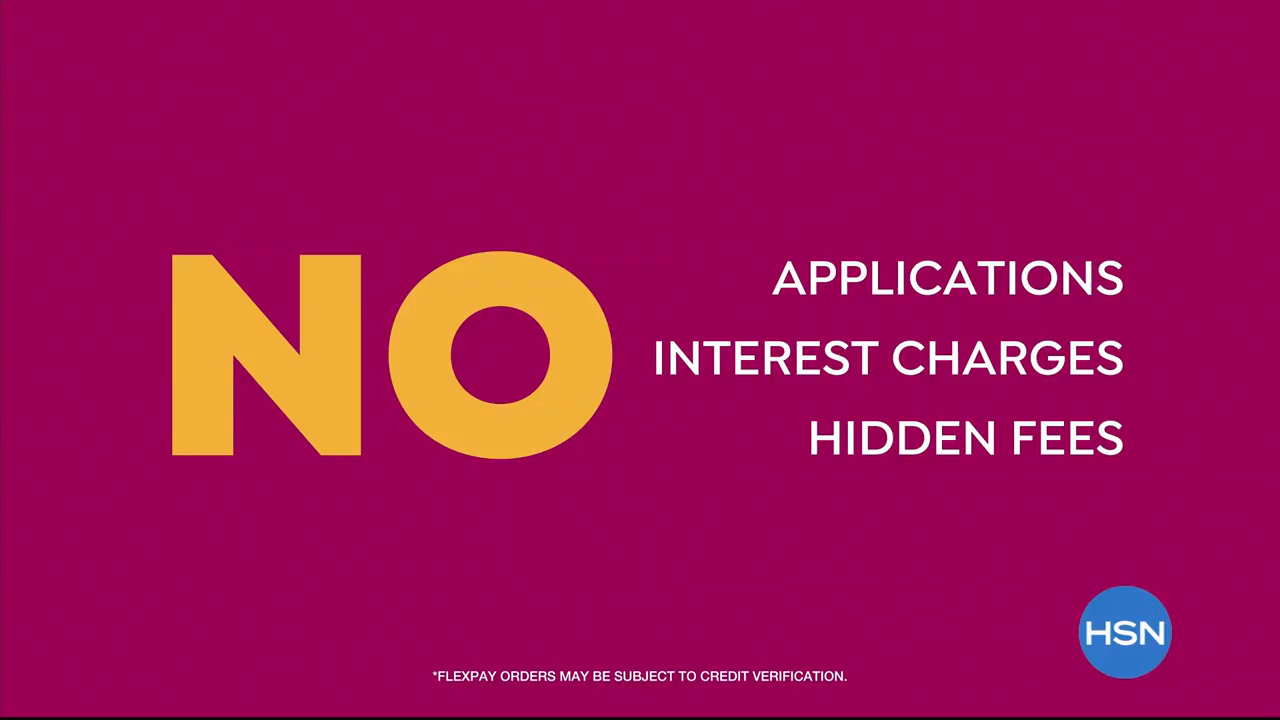 NO
APPLICATIONS
INTEREST CHARGES
HIDDEN FEES
HSN
*FLEXPAY ORDERS MAY BE SUBJECT TO CREDIT VERIFICATION.